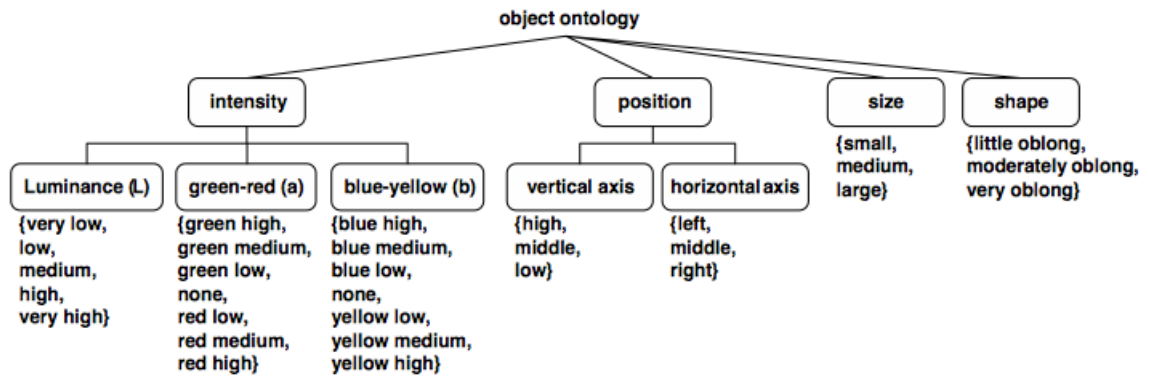 object ontology
intensity
position
size
shape
{small,
medium,
large}
{little oblong,
moderately oblong,
very oblong}
Luminance (L)
green-red (a)
blue-yellow (b)
vertical axis
horizontal axis
{very low,
low,
medium,
high,
very high}
{green high,
green medium,
green low,
none,
red low,
red medium,
red high}
{blue high,
blue medium,
blue low,
none,
yellow low,
yellow medium,
yellow high}
{high,
middle,
low}
{left,
middle,
right}